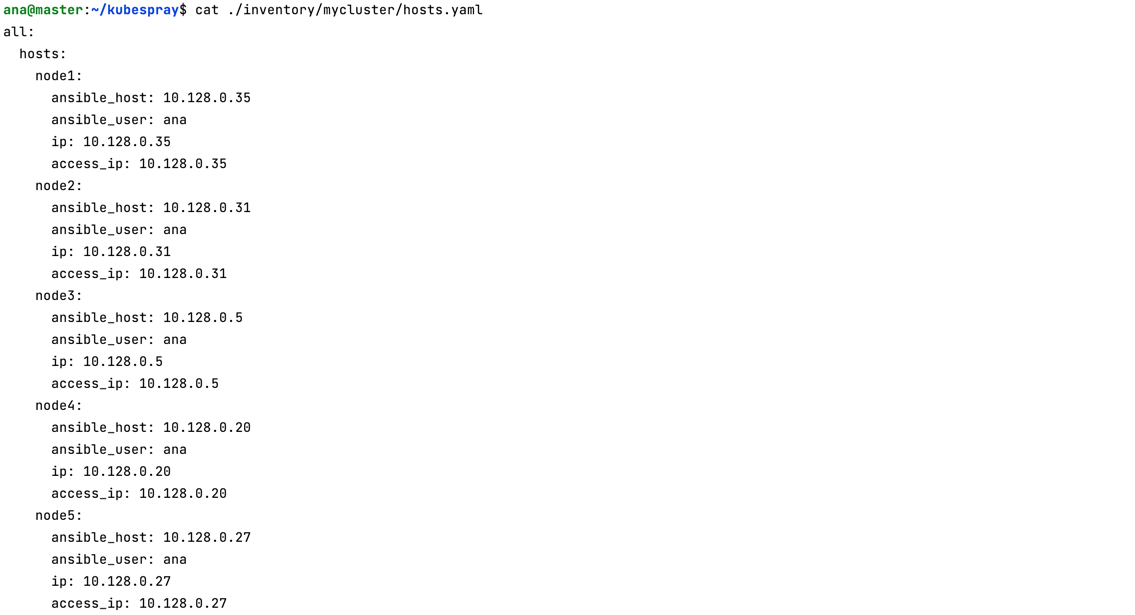 ana@master:~/kubespray$ cat ./inventory/mycluster/hosts.yaml
all:
  hosts:
    node1:
      ansible_host: 10.128.0.35
      ansible_user: ana
      ip: 10.128.0.35
      access_ip: 10.128.0.35
    node2:
      ansible_host: 10.128.0.31
      ansible_user: ana
      ip: 10.128.0.31
      access_ip: 10.128.0.31
    node3:
      ansible_host: 10.128.0.5
      ansible_user: ana
      ip: 10.128.0.5
      access_ip: 10.128.0.5
    node4:
      ansible_host: 10.128.0.20
      ansible_user: ana
      ip: 10.128.0.20
      access_ip: 10.128.0.20
    node5:
      ansible_host: 10.128.0.27
      ansible_user: ana
      ip: 10.128.0.27
      access_ip: 10.128.0.27